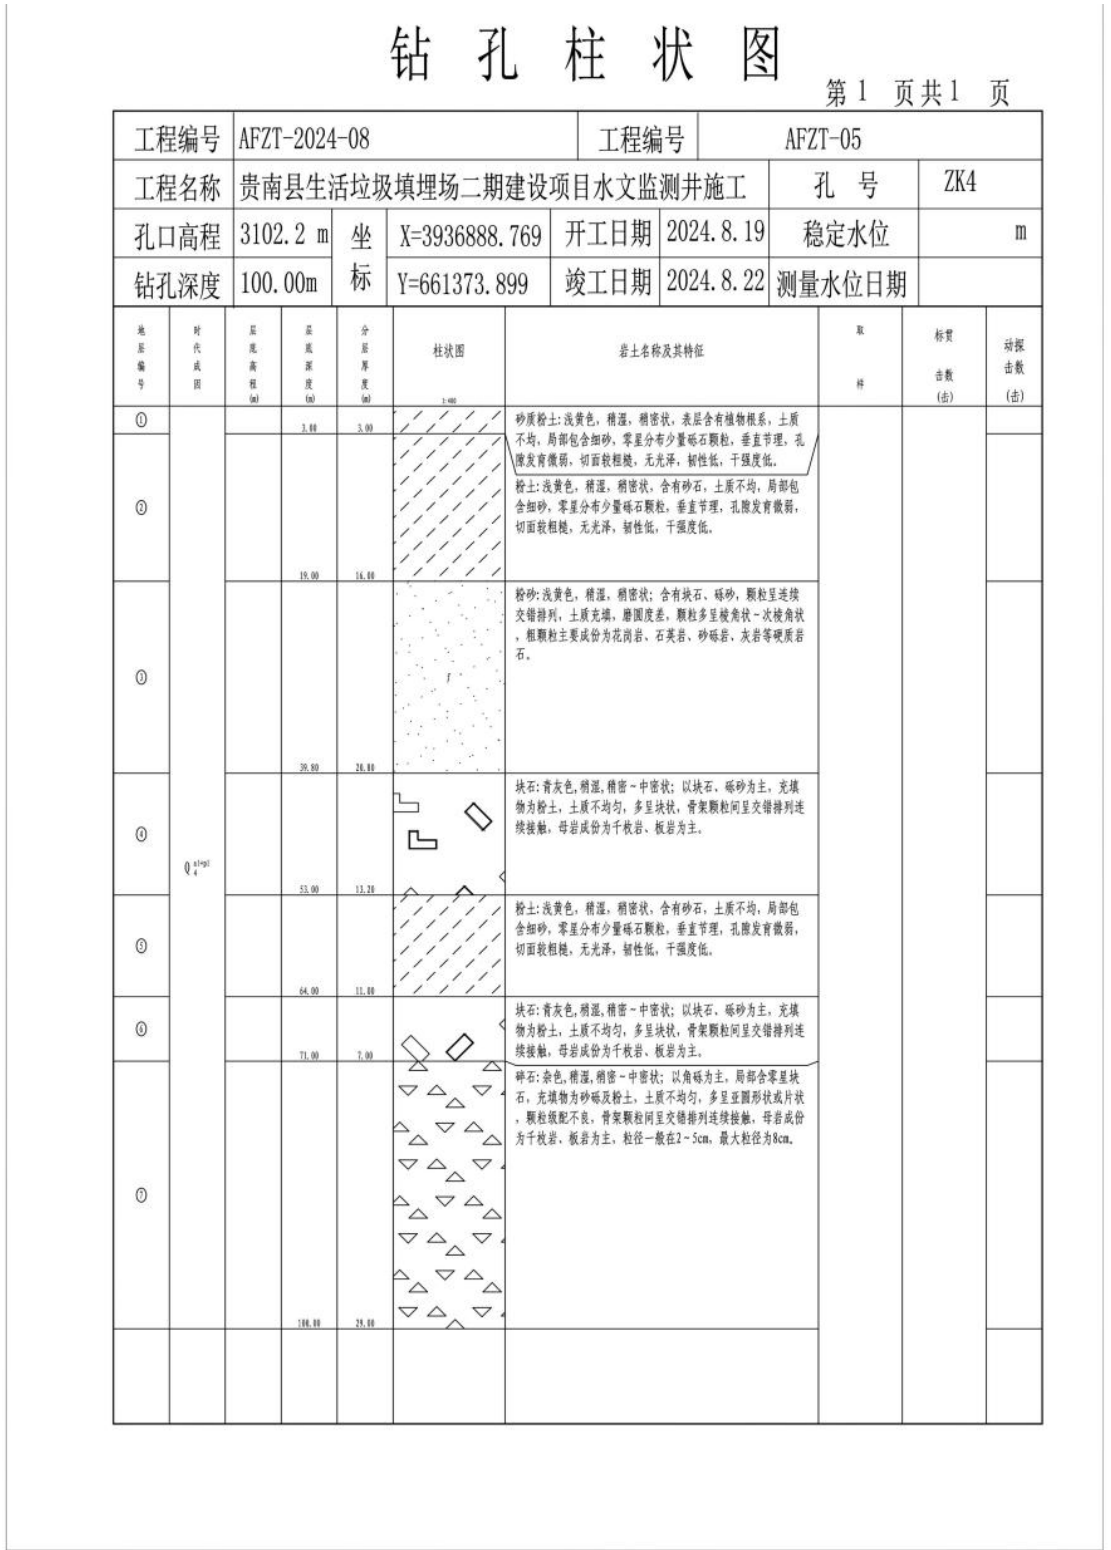 钻孔柱状图
第 1 页共 1 页
工程编号 AFZT-2024-08 工程编号 AFZT-05
工程名称 贵南县生活垃圾填埋场二期建设项目水文监测井施工 孔 号 ZK4
孔口高程 3102.2 m 坐标 X=3936888.769 开工日期 2024.8.19 稳定水位 m
钻孔深度 100.00m Y=661373.899 竣工日期 2024.8.22 测量水位日期
地层编号 时代成因 层底高程(m) 层底深度(m) 分层厚度(m) 柱状图 1:400 岩土名称及其特征 取样 标贯击数(击) 动探击数(击)
① 3.00 3.00
砂质粉土:浅黄色，稍湿，稍密状，表层含有植物根系，土质
不均，局部包含细砂，零星分布少量砾石颗粒，垂直节理，孔
隙发育微弱，切面较粗糙，无光泽，韧性低，干强度低。
② 19.00 16.00
粉土:浅黄色，稍湿，稍密状，含有砂石，土质不均，局部包
含细砂，零星分布少量砾石颗粒，垂直节理，孔隙发育微弱，
切面较粗糙，无光泽，韧性低，干强度低。
③ 39.80 20.80
粉砂:浅黄色，稍湿，稍密状；含有块石、砾砂，颗粒呈连续
交错排列，土质充填，磨圆度差，颗粒多呈棱角状~次棱角状
，粗颗粒主要成份为花岗岩、石英岩、砂砾岩、灰岩等硬质岩
石。
④ 53.00 13.20
块石:青灰色,稍湿,稍密~中密状；以块石、砾砂为主，充填
物为粉土，土质不均匀，多呈块状，骨架颗粒间呈交错排列连
续接触，母岩成份为千枚岩、板岩为主。
Q 4 al+pl
⑤ 64.00 11.00
粉土:浅黄色，稍湿，稍密状，含有砂石，土质不均，局部包
含细砂，零星分布少量砾石颗粒，垂直节理，孔隙发育微弱，
切面较粗糙，无光泽，韧性低，干强度低。
⑥ 71.00 7.00
块石:青灰色,稍湿,稍密~中密状；以块石、砾砂为主，充填
物为粉土，土质不均匀，多呈块状，骨架颗粒间呈交错排列连
续接触，母岩成份为千枚岩、板岩为主。
⑦ 100.00 29.00
碎石:杂色,稍湿,稍密~中密状；以角砾为主，局部含零星块
石，充填物为砂砾及粉土，土质不均匀，多呈亚圆形状或片状
，颗粒级配不良，骨架颗粒间呈交错排列连续接触，母岩成份
为千枚岩、板岩为主，粒径一般在2~5cm，最大粒径为8cm。